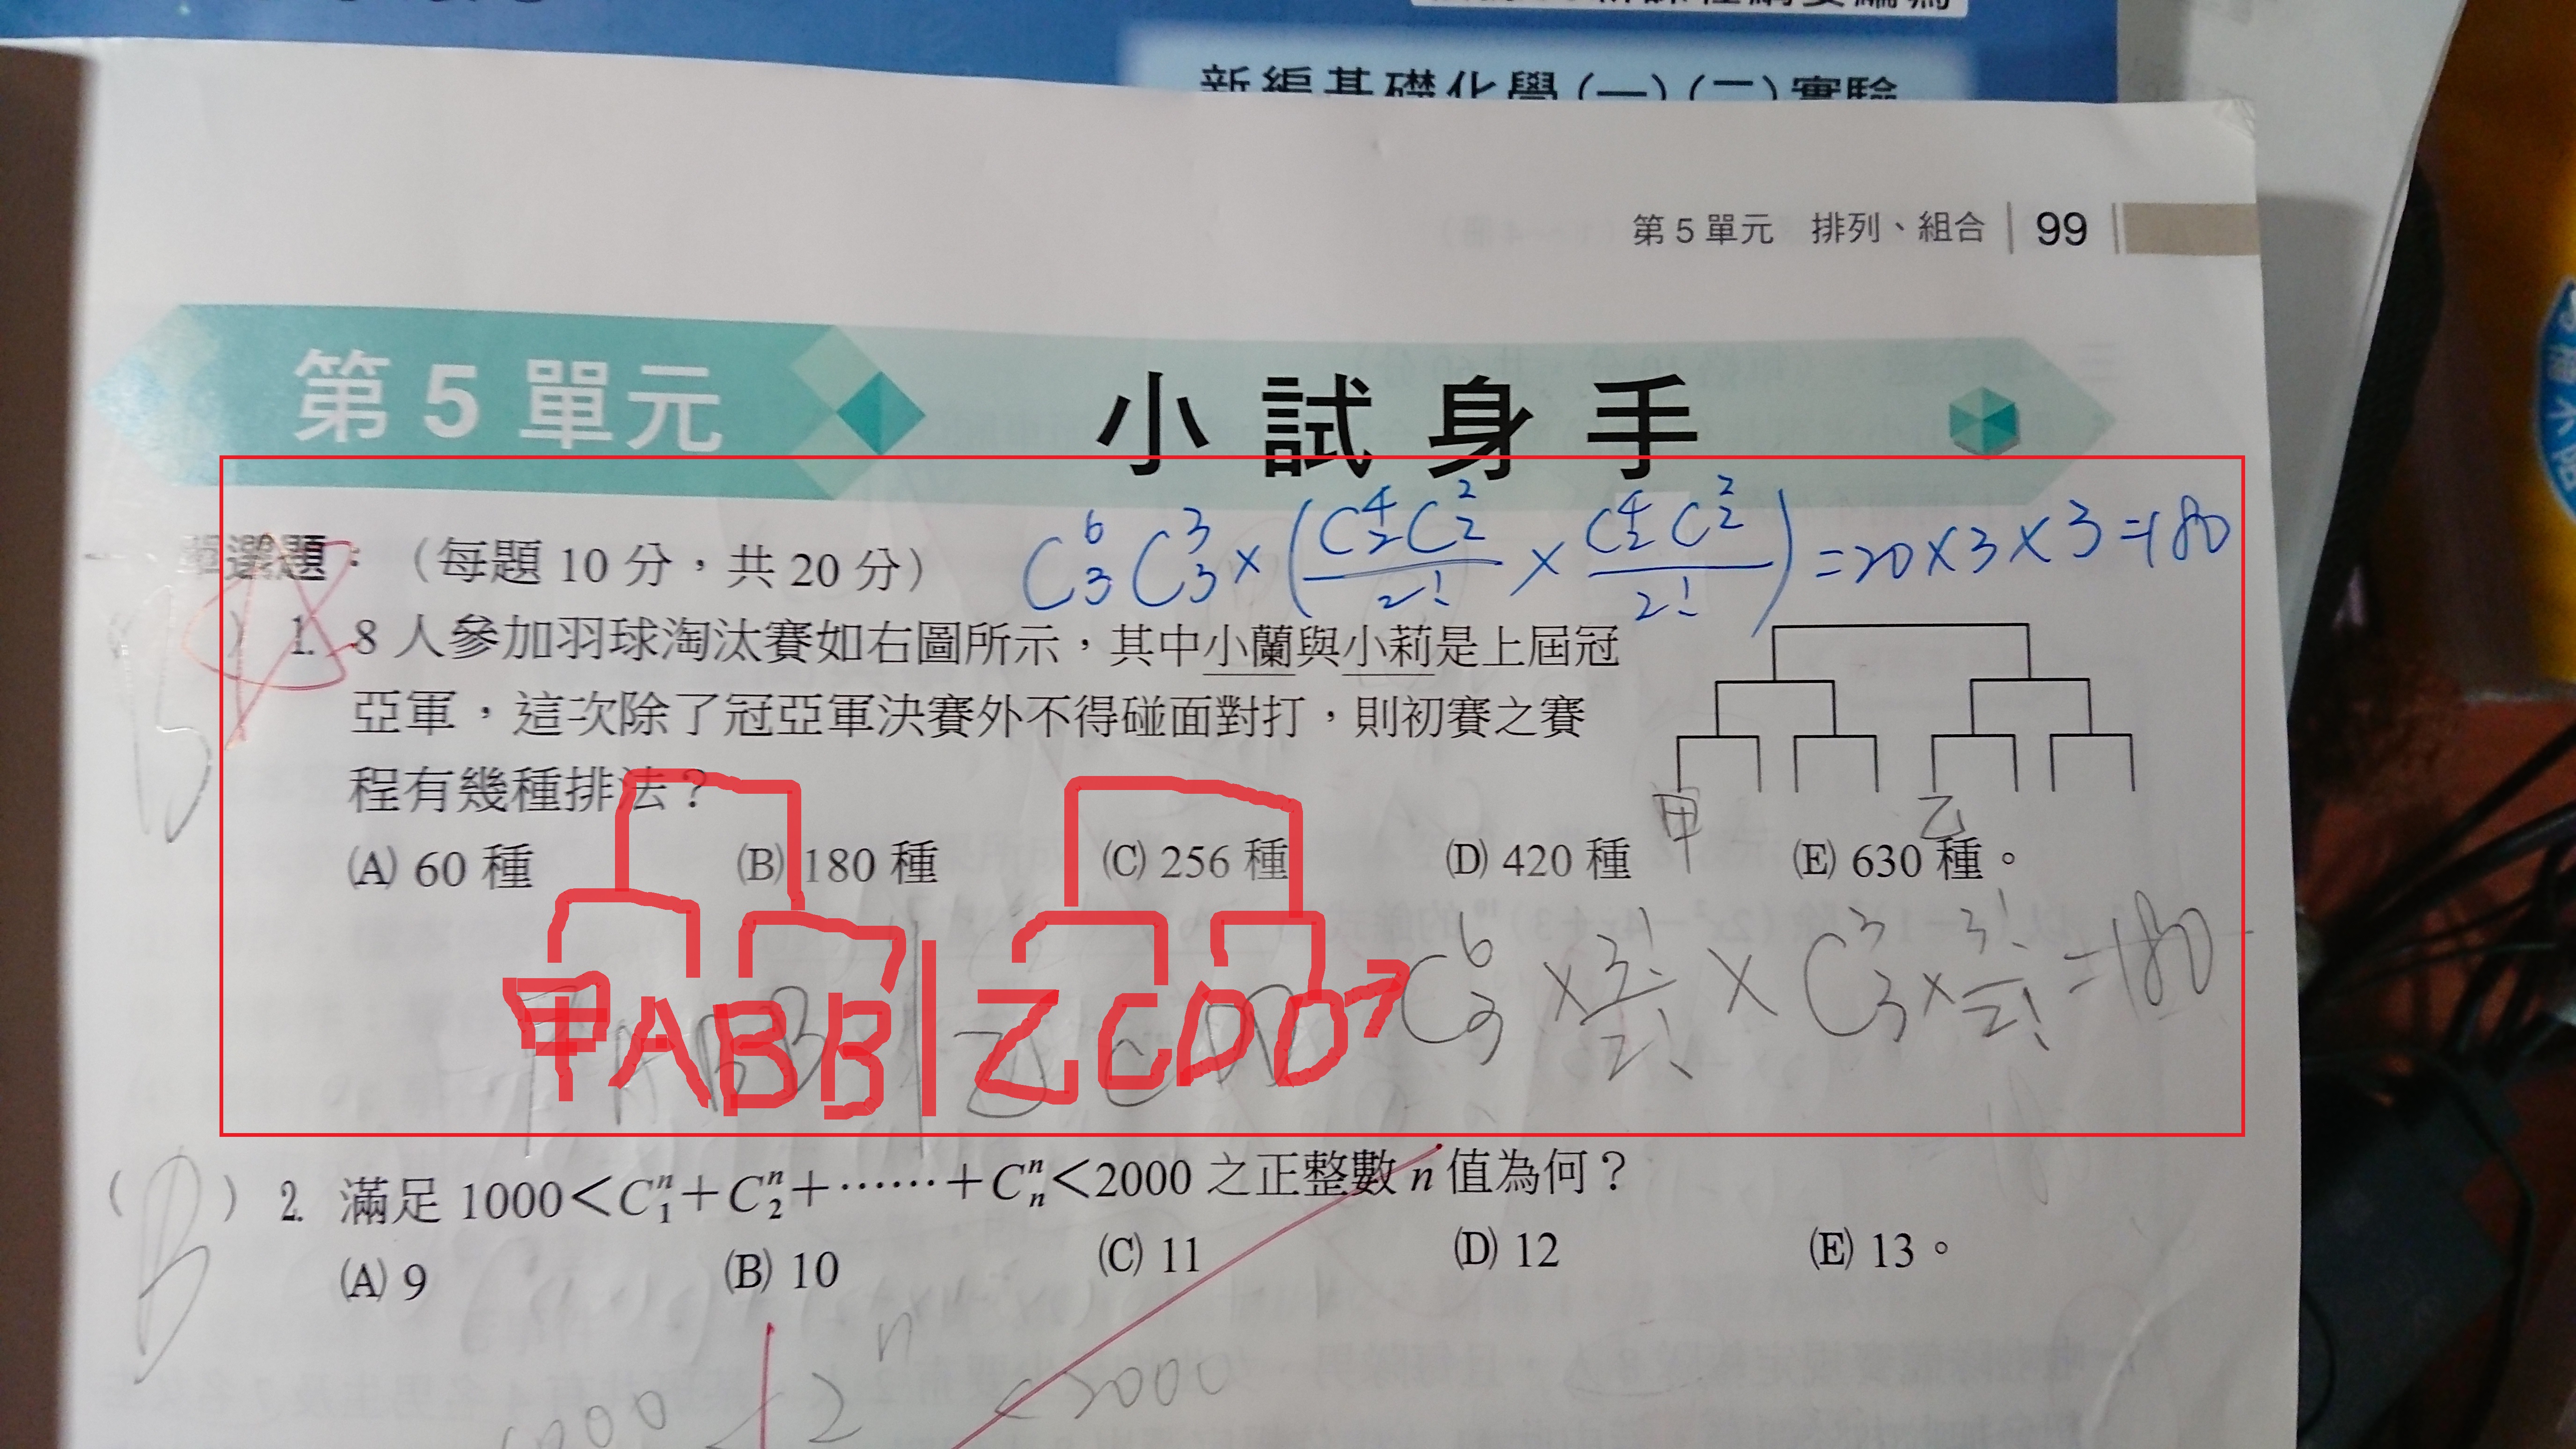 新編基礎化學(一)(二)實驗
第5單元 排列、組合 99
第5單元 小試身手
單選題：（每題10分，共20分）
C⁶₃C³₃×(C⁴₂C²₂/2!×C⁴₂C²₂/2!)=20×3×3=180
1. 8人參加羽球淘汰賽如右圖所示，其中小蘭與小莉是上屆冠
亞軍，這次除了冠亞軍決賽外不得碰面對打，則初賽之賽
程有幾種排法？
甲 乙
(A) 60種 (B) 180種 (C) 256種 (D) 420種 (E) 630種。
甲ABB|乙CDD→C⁶₃×3!/2!×C³₃×3!/2!=180
(B) 2. 滿足1000<Cⁿ₁+Cⁿ₂+……+Cⁿₙ<2000之正整數n值為何？
(A) 9 (B) 10 (C) 11 (D) 12 (E) 13。